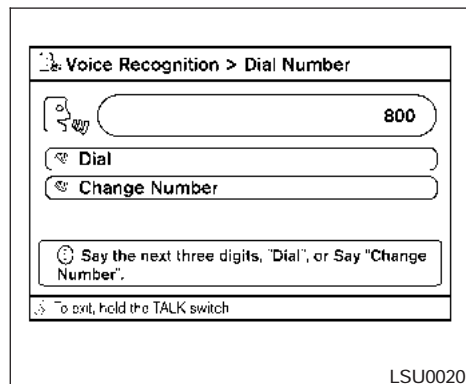 Voice Recognition > Dial Number
800
Dial
Change Number
Say the next three digits, "Dial", or Say "Change
Number".
To exit, hold the TALK switch
LSU0020